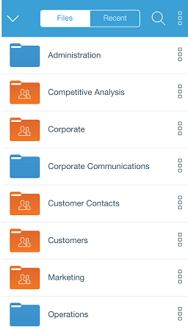 Files
Recent
Administration
Competitive Analysis
Corporate
Corporate Communications
Customer Contacts
Customers
Marketing
Operations